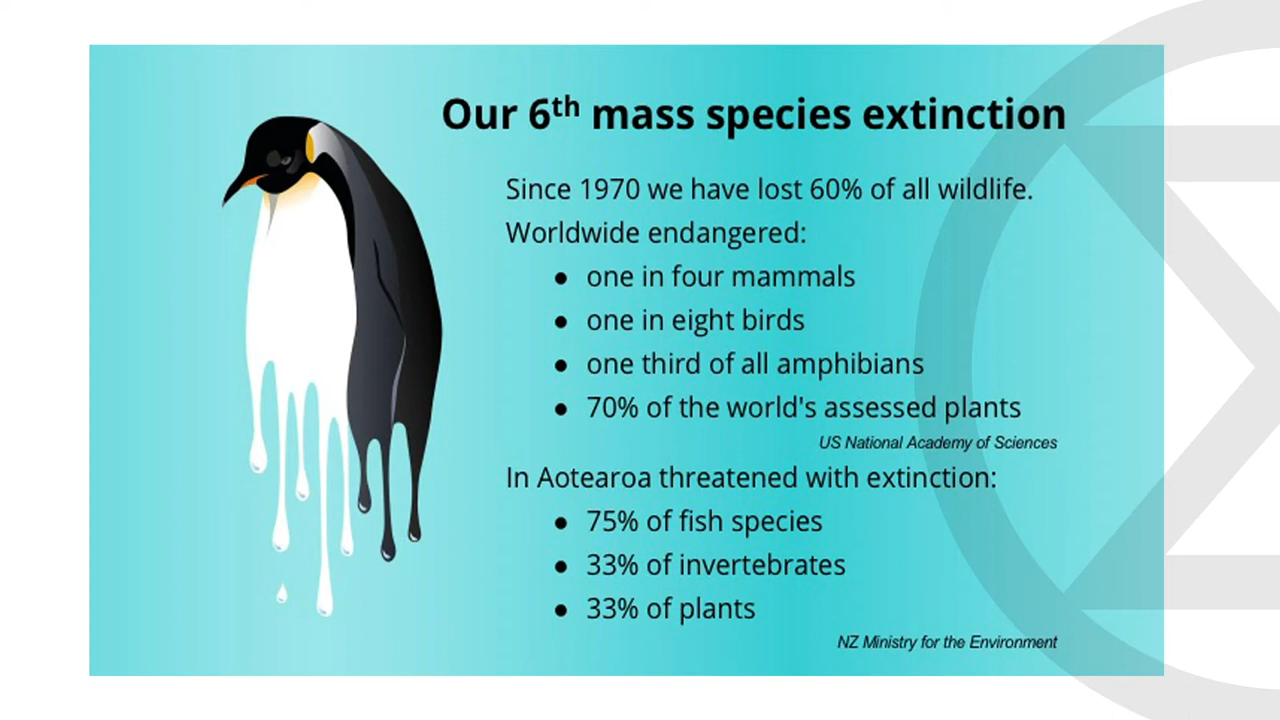 Our 6th mass species extinction
Since 1970 we have lost 60% of all wildlife.
Worldwide endangered:
● one in four mammals
● one in eight birds
● one third of all amphibians
● 70% of the world's assessed plants
US National Academy of Sciences
In Aotearoa threatened with extinction:
● 75% of fish species
● 33% of invertebrates
● 33% of plants
NZ Ministry for the Environment